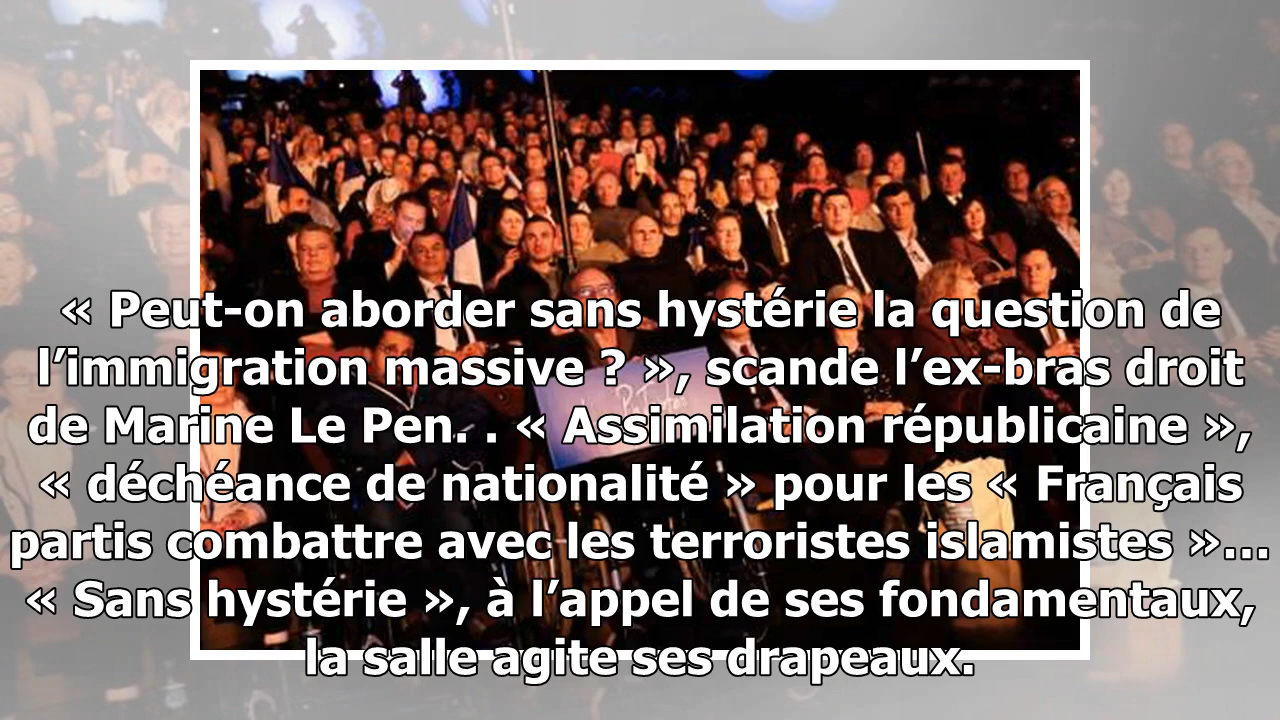 « Peut-on aborder sans hystérie la question de
l’immigration massive ? », scande l’ex-bras droit
de Marine Le Pen. . « Assimilation républicaine »,
« déchéance de nationalité » pour les « Français
partis combattre avec les terroristes islamistes »…
« Sans hystérie », à l’appel de ses fondamentaux,
la salle agite ses drapeaux.